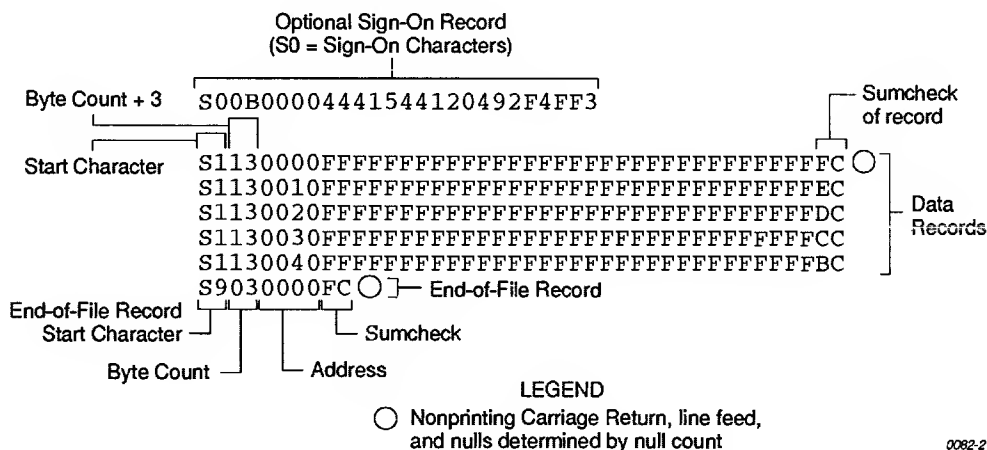 Optional Sign-On Record
(S0 = Sign-On Characters)
Byte Count + 3
S00B00004441544120492F4FF3
Sumcheck
of record
Start Character
S1130000FFFFFFFFFFFFFFFFFFFFFFFFFFFFFFFFFC
S1130010FFFFFFFFFFFFFFFFFFFFFFFFFFFFFFFFEC
S1130020FFFFFFFFFFFFFFFFFFFFFFFFFFFFFFFFDC
S1130030FFFFFFFFFFFFFFFFFFFFFFFFFFFFFFFFCC
S1130040FFFFFFFFFFFFFFFFFFFFFFFFFFFFFFFFBC
Data
Records
S9030000FC
End-of-File Record
End-of-File Record
Start Character
Sumcheck
Byte Count
Address
LEGEND
Nonprinting Carriage Return, line feed,
and nulls determined by null count
0082-2